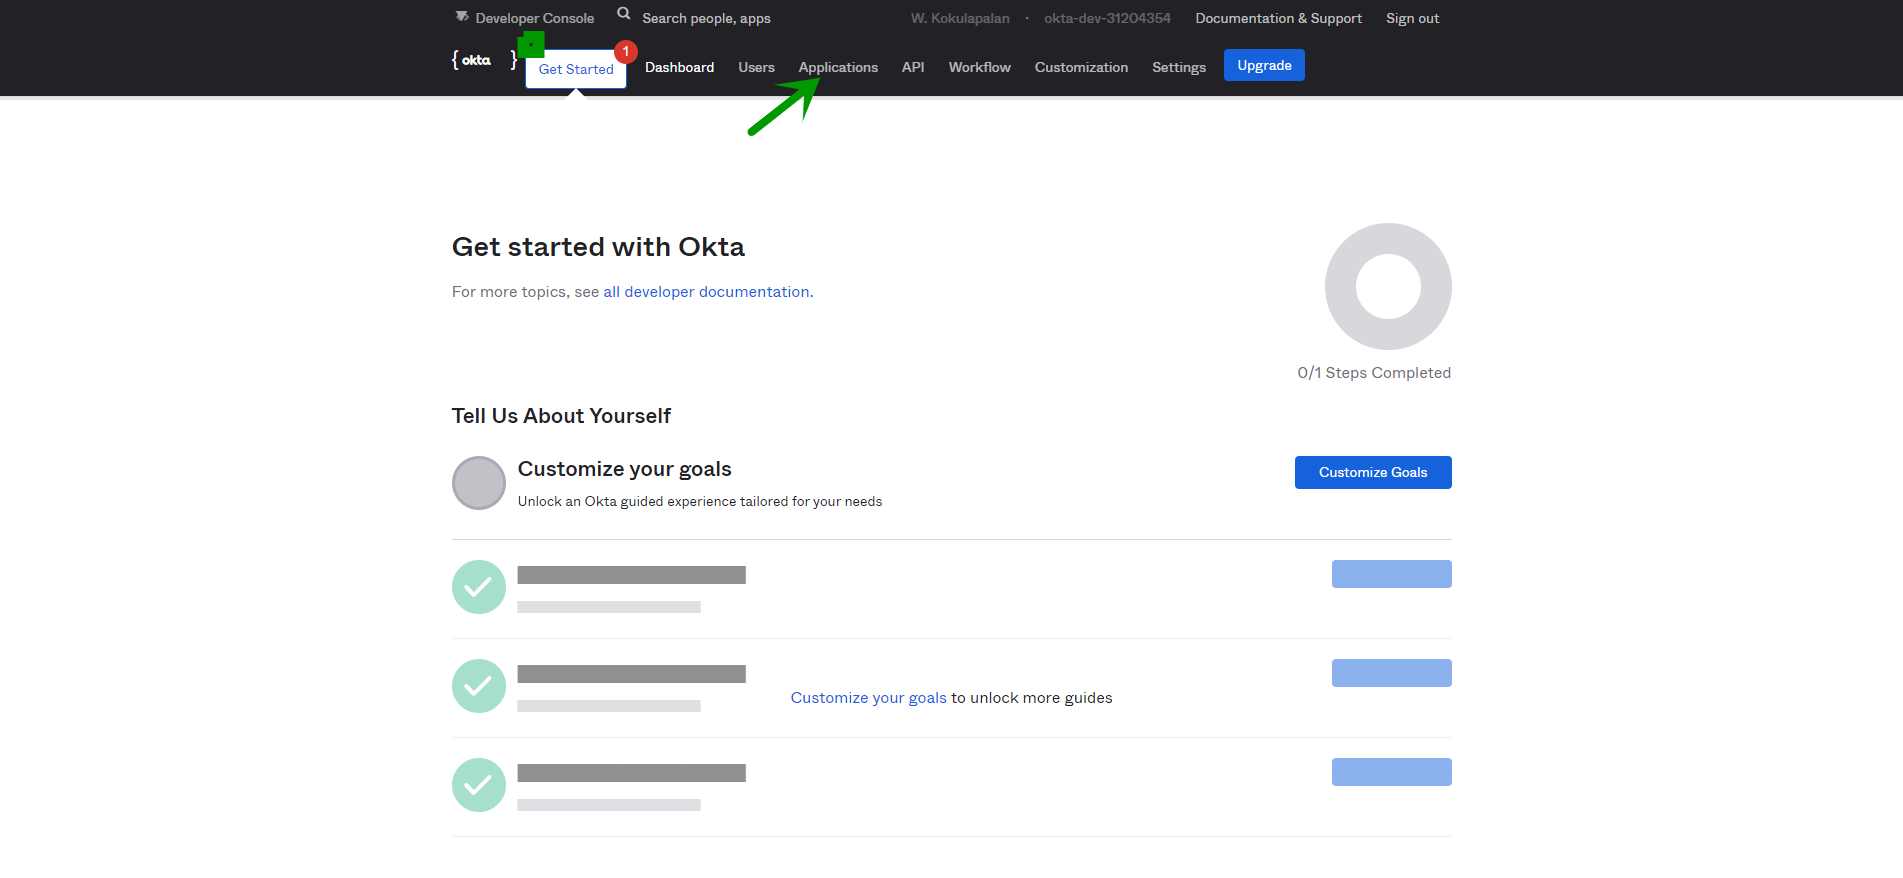 Developer Console Search people, apps W. Kokulapalan · okta-dev-31204354 Documentation & Support Sign out
{okta } Get Started 1 Dashboard Users Applications API Workflow Customization Settings Upgrade
Get started with Okta
For more topics, see all developer documentation.
0/1 Steps Completed
Tell Us About Yourself
Customize your goals
Customize Goals
Unlock an Okta guided experience tailored for your needs
Customize your goals to unlock more guides